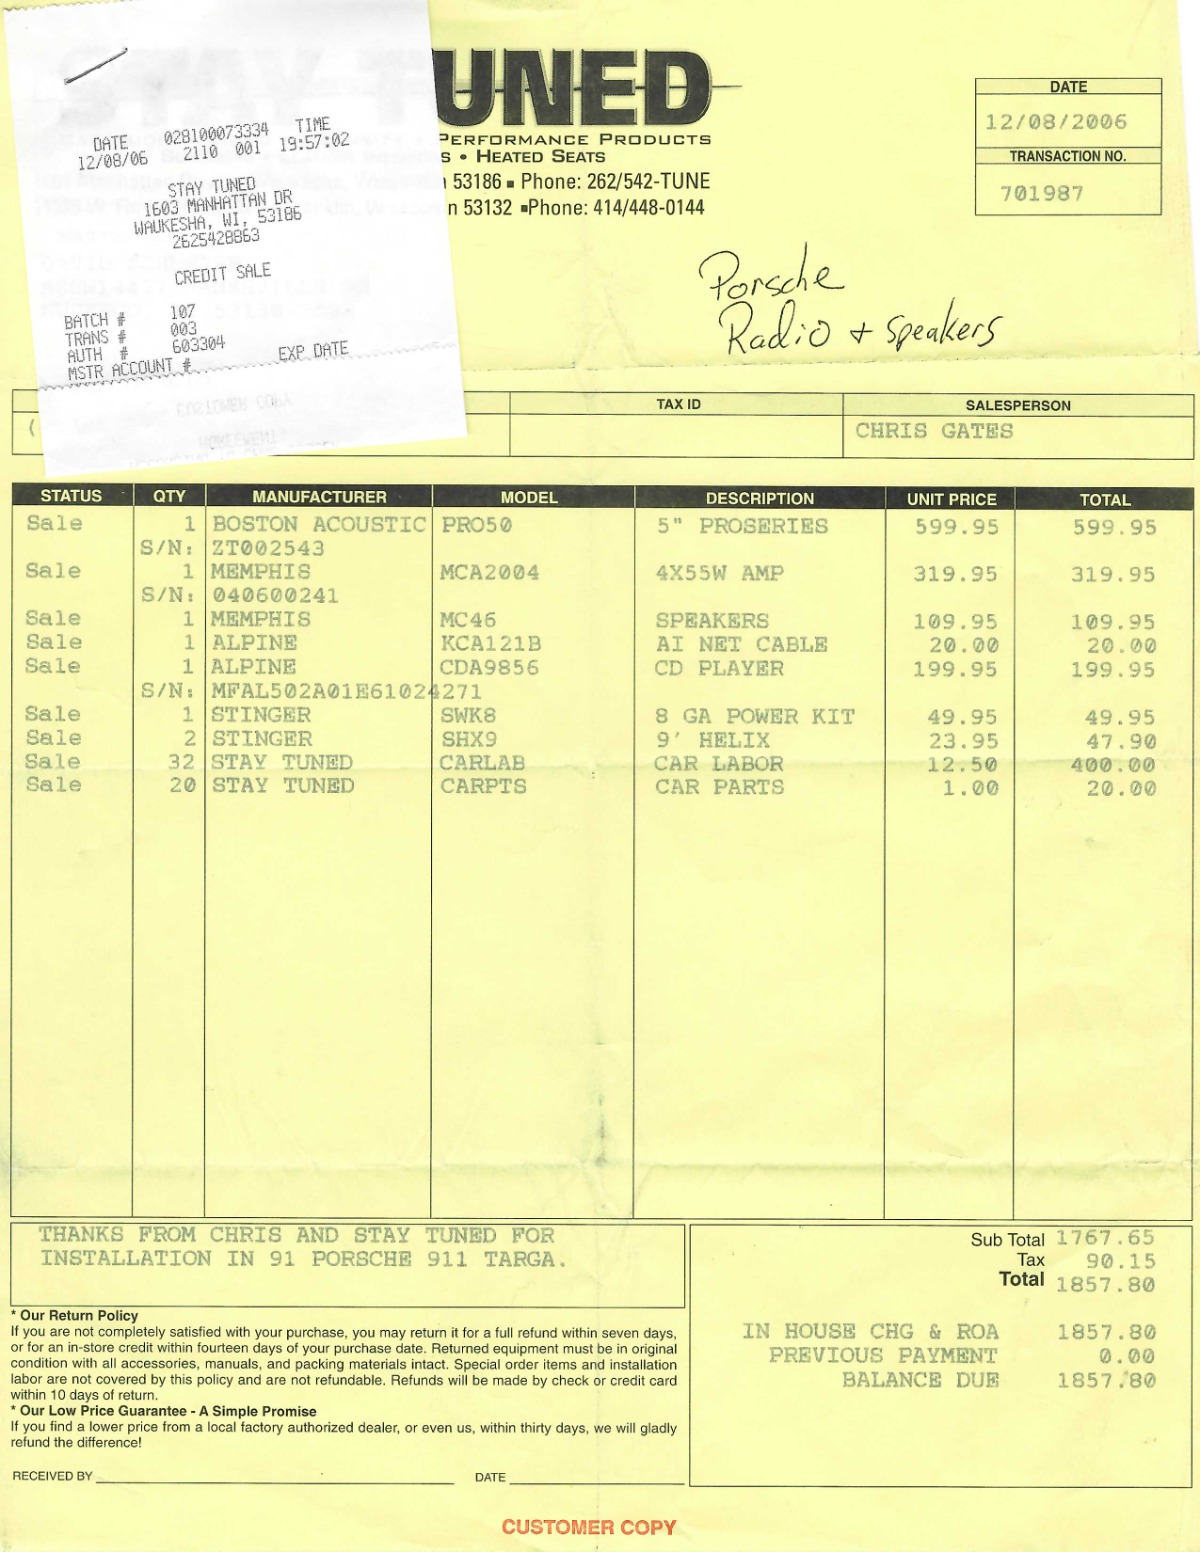 DATE 028100073334 TIME
12/08/06 2110 001 19:57:02
STAY TUNED
1603 MANHATTAN DR
WAUKESHA, WI, 53186
2625428863
CREDIT SALE
BATCH # 107
TRANS # 003
AUTH # 603304
MSTR ACCOUNT # EXP DATE
CUSTOMER COPY
TUNED
PERFORMANCE PRODUCTS
S • HEATED SEATS
53186 ▪ Phone: 262/542-TUNE
n 53132 ▪Phone: 414/448-0144
DATE
12/08/2006
TRANSACTION NO.
701987
Porsche
Radio + Speakers
TAX ID SALESPERSON
( CHRIS GATES
STATUS QTY MANUFACTURER MODEL DESCRIPTION UNIT PRICE TOTAL
Sale 1 BOSTON ACOUSTIC PRO50 5" PROSERIES 599.95 599.95
S/N: ZT002543
Sale 1 MEMPHIS MCA2004 4X55W AMP 319.95 319.95
S/N: 040600241
Sale 1 MEMPHIS MC46 SPEAKERS 109.95 109.95
Sale 1 ALPINE KCA121B AI NET CABLE 20.00 20.00
Sale 1 ALPINE CDA9856 CD PLAYER 199.95 199.95
S/N: MFAL502A01E61024271
Sale 1 STINGER SWK8 8 GA POWER KIT 49.95 49.95
Sale 2 STINGER SHX9 9' HELIX 23.95 47.90
Sale 32 STAY TUNED CARLAB CAR LABOR 12.50 400.00
Sale 20 STAY TUNED CARPTS CAR PARTS 1.00 20.00
THANKS FROM CHRIS AND STAY TUNED FOR
INSTALLATION IN 91 PORSCHE 911 TARGA.
Sub Total 1767.65
Tax 90.15
Total 1857.80
IN HOUSE CHG & ROA 1857.80
PREVIOUS PAYMENT 0.00
BALANCE DUE 1857.80
* Our Return Policy
If you are not completely satisfied with your purchase, you may return it for a full refund within seven days,
or for an in-store credit within fourteen days of your purchase date. Returned equipment must be in original
condition with all accessories, manuals, and packing materials intact. Special order items and installation
labor are not covered by this policy and are not refundable. Refunds will be made by check or credit card
within 10 days of return.
* Our Low Price Guarantee - A Simple Promise
If you find a lower price from a local factory authorized dealer, or even us, within thirty days, we will gladly
refund the difference!
RECEIVED BY DATE
CUSTOMER COPY